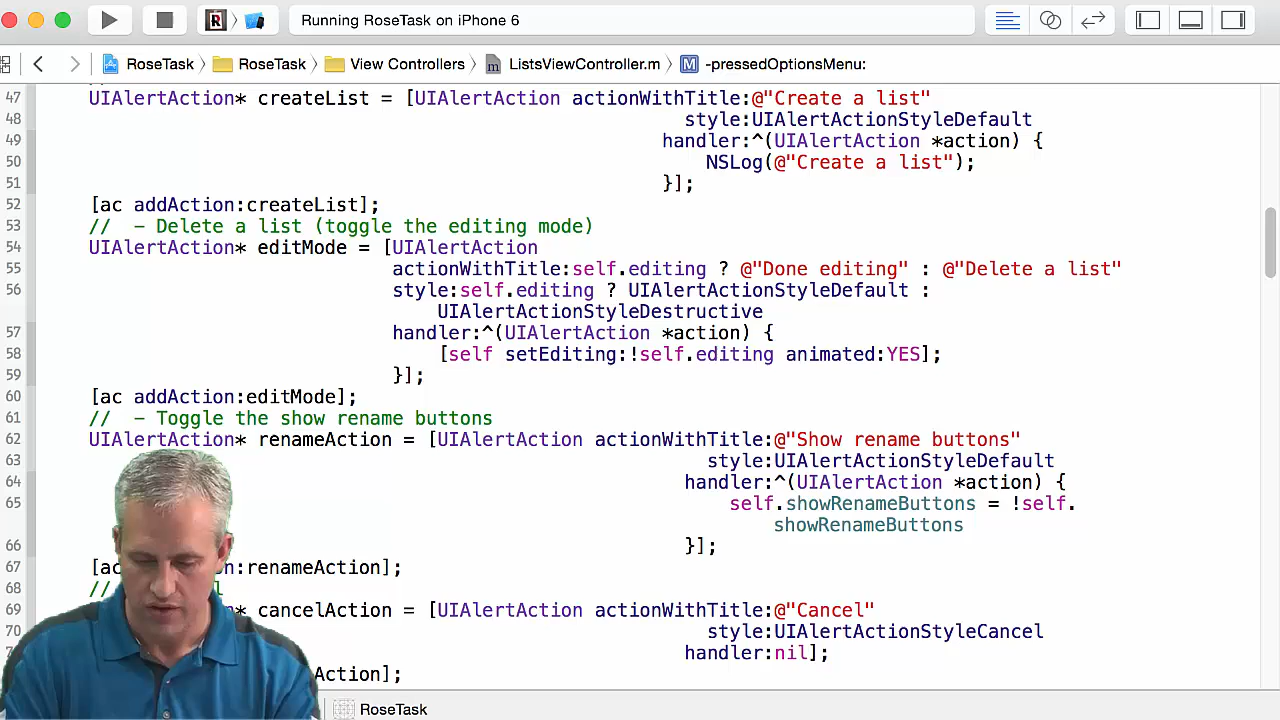 Running RoseTask on iPhone 6
RoseTask RoseTask View Controllers ListsViewController.m M -pressedOptionsMenu:
47 UIAlertAction* createList = [UIAlertAction actionWithTitle:@"Create a list"
48 style:UIAlertActionStyleDefault
49 handler:^(UIAlertAction *action) {
50 NSLog(@"Create a list");
51 }];
52 [ac addAction:createList];
53 // - Delete a list (toggle the editing mode)
54 UIAlertAction* editMode = [UIAlertAction
55 actionWithTitle:self.editing ? @"Done editing" : @"Delete a list"
56 style:self.editing ? UIAlertActionStyleDefault :
UIAlertActionStyleDestructive
57 handler:^(UIAlertAction *action) {
58 [self setEditing:!self.editing animated:YES];
59 }];
60 [ac addAction:editMode];
61 // - Toggle the show rename buttons
62 UIAlertAction* renameAction = [UIAlertAction actionWithTitle:@"Show rename buttons"
63 style:UIAlertActionStyleDefault
64 handler:^(UIAlertAction *action) {
65 self.showRenameButtons = !self.
showRenameButtons
66 }];
67 [ac :renameAction];
68 //
69 * cancelAction = [UIAlertAction actionWithTitle:@"Cancel"
70 style:UIAlertActionStyleCancel
handler:nil];
Action];
RoseTask